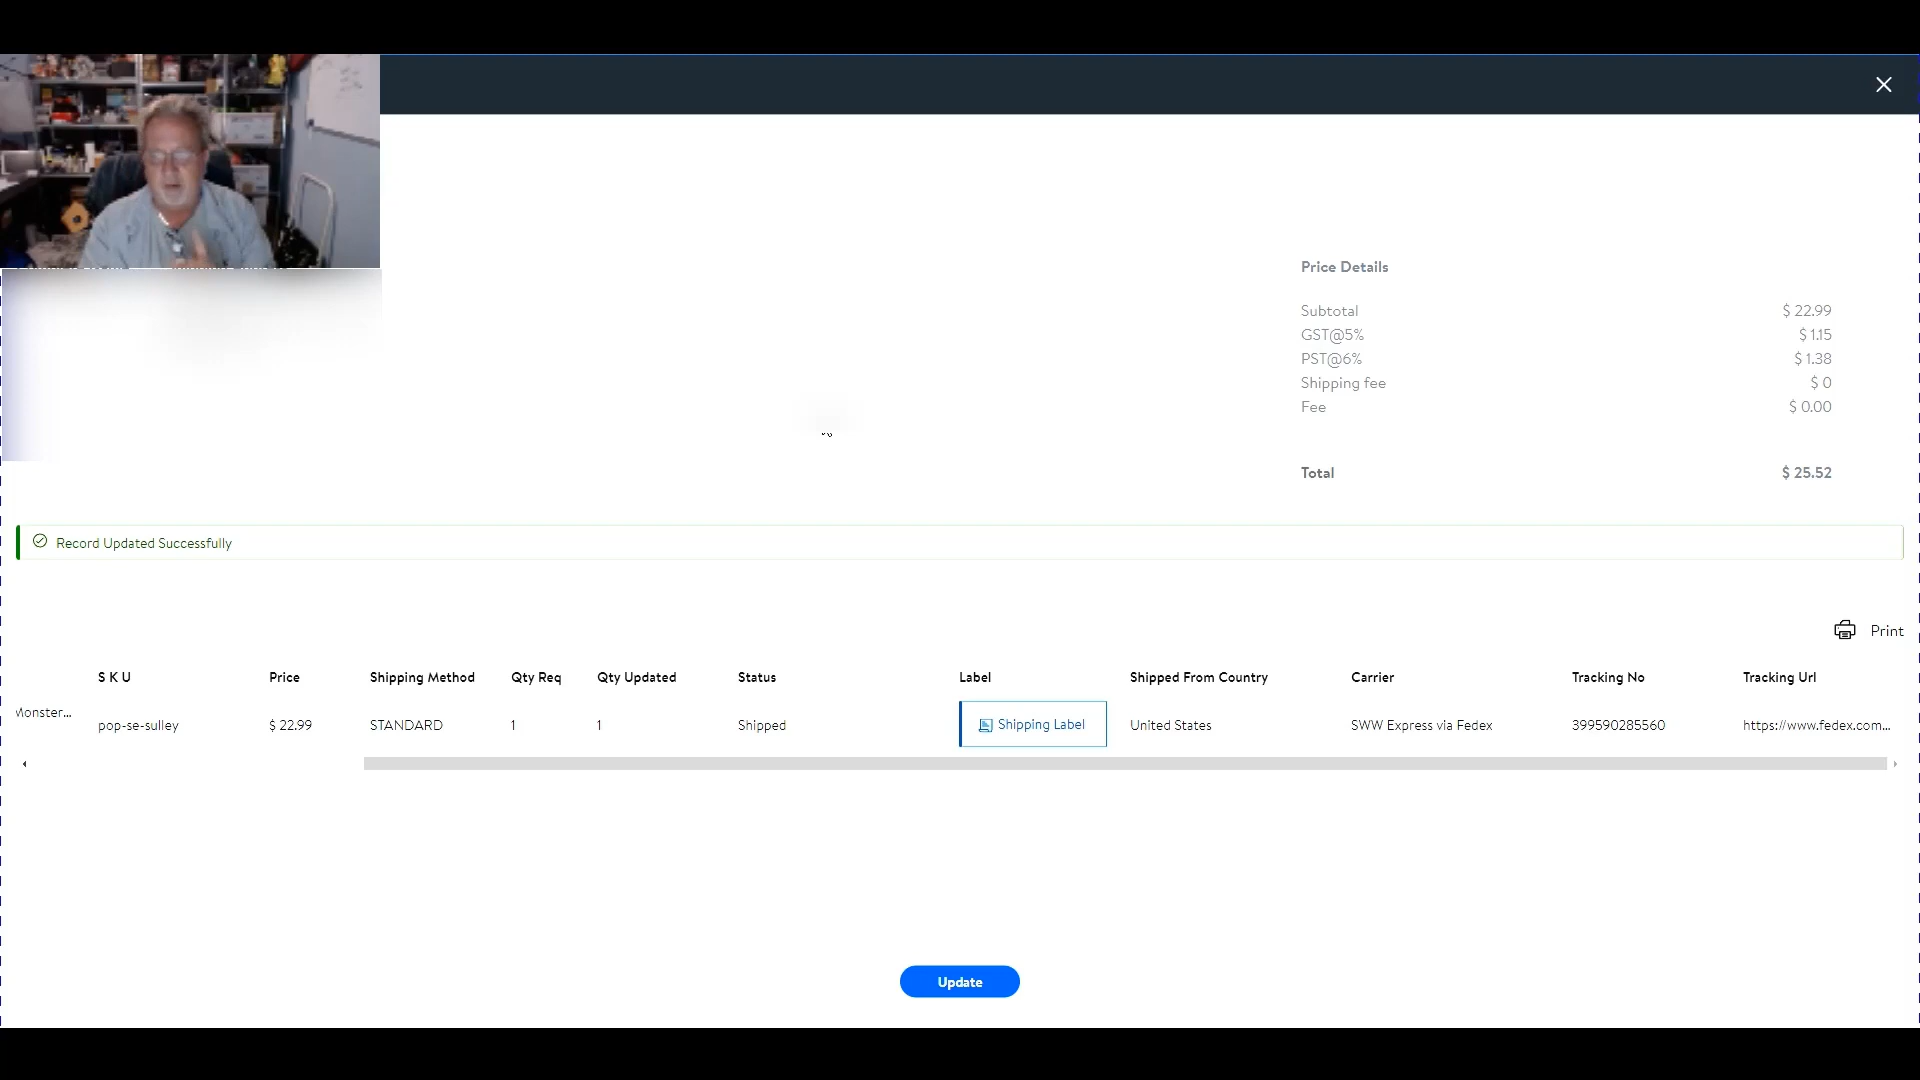 Price Details
Subtotal $ 22.99
GST@5% $ 1.15
PST@6% $ 1.38
Shipping fee $ 0
Fee $ 0.00
Total $ 25.52
Record Updated Successfully
Print
S K U Price Shipping Method Qty Req Qty Updated Status Label Shipped From Country Carrier Tracking No Tracking Url
Monster... pop-se-sulley $ 22.99 STANDARD 1 1 Shipped Shipping Label United States SWW Express via Fedex 399590285560 https://www.fedex.com...
Update